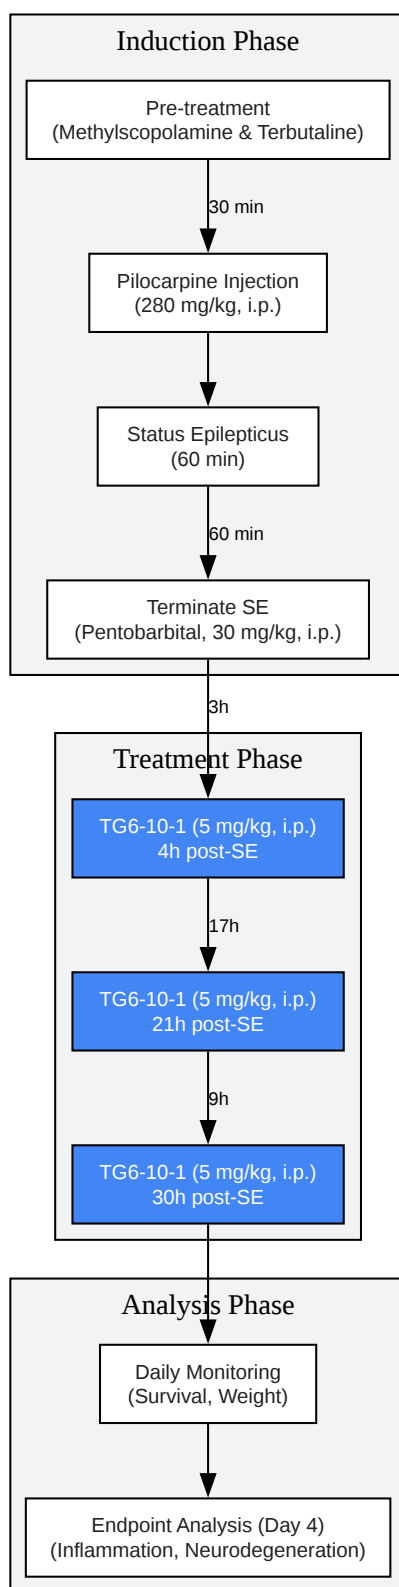 Induction Phase
Pre-treatment
(Methylscopolamine & Terbutaline)
30 min
Pilocarpine Injection
(280 mg/kg, i.p.)
Status Epilepticus
(60 min)
60 min
Terminate SE
(Pentobarbital, 30 mg/kg, i.p.)
3h
Treatment Phase
TG6-10-1 (5 mg/kg, i.p.)
4h post-SE
17h
TG6-10-1 (5 mg/kg, i.p.)
21h post-SE
9h
TG6-10-1 (5 mg/kg, i.p.)
30h post-SE
Analysis Phase
Daily Monitoring
(Survival, Weight)
Endpoint Analysis (Day 4)
(Inflammation, Neurodegeneration)